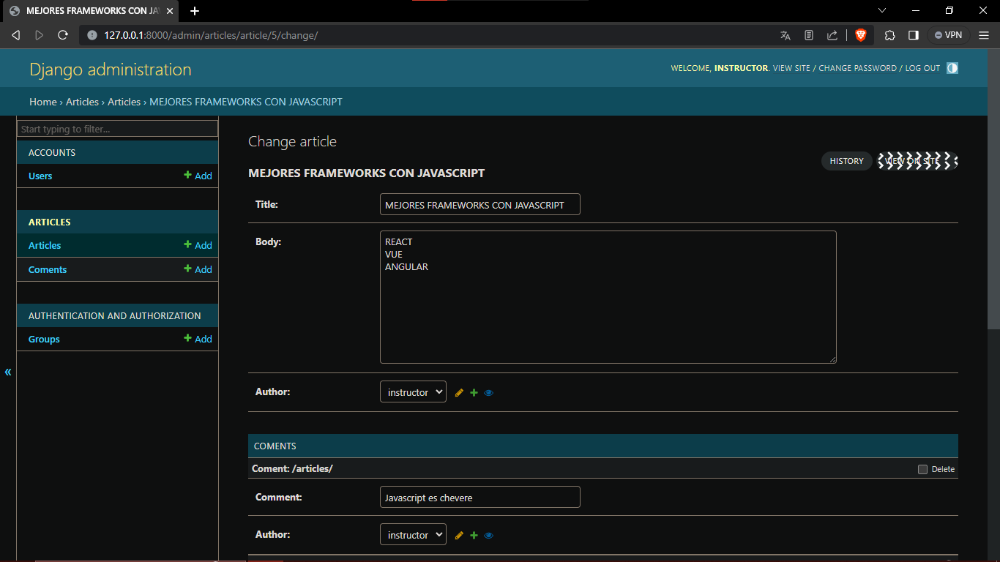 MEJORES FRAMEWORKS CON JA
127.0.0.1:8000/admin/articles/article/5/change/
VPN
Django administration
WELCOME, INSTRUCTOR. VIEW SITE / CHANGE PASSWORD / LOG OUT
Home › Articles › Articles › MEJORES FRAMEWORKS CON JAVASCRIPT
Start typing to filter...
ACCOUNTS
Users
Add
ARTICLES
Articles
Add
Coments
Add
AUTHENTICATION AND AUTHORIZATION
Groups
Add
«
Change article
HISTORY
VIEW ON SITE
MEJORES FRAMEWORKS CON JAVASCRIPT
Title:
MEJORES FRAMEWORKS CON JAVASCRIPT
Body:
REACT
VUE
ANGULAR
Author:
instructor
COMENTS
Coment: /articles/
Delete
Comment:
Javascript es chevere
Author:
instructor